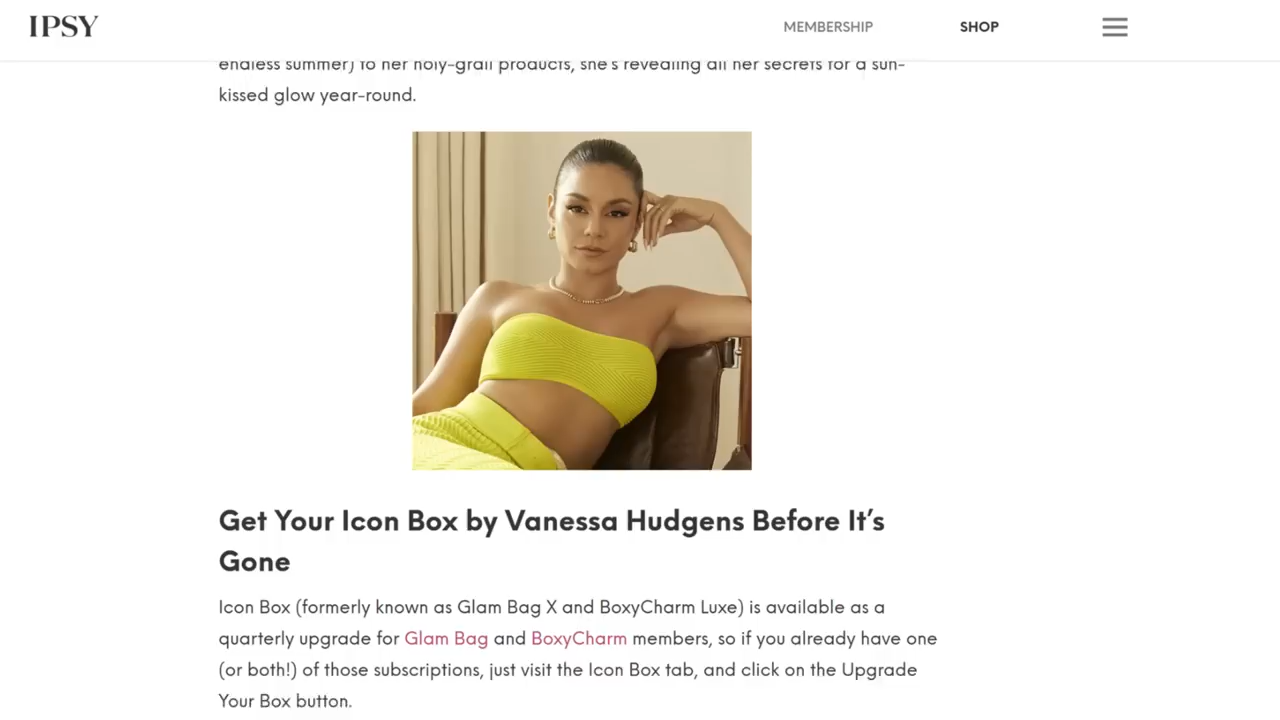 IPSY
MEMBERSHIP
SHOP
endless summer) to her holy-grail products, she's revealing all her secrets for a sun-
kissed glow year-round.
Get Your Icon Box by Vanessa Hudgens Before It's
Gone
Icon Box (formerly known as Glam Bag X and BoxyCharm Luxe) is available as a
quarterly upgrade for Glam Bag and BoxyCharm members, so if you already have one
(or both!) of those subscriptions, just visit the Icon Box tab, and click on the Upgrade
Your Box button.